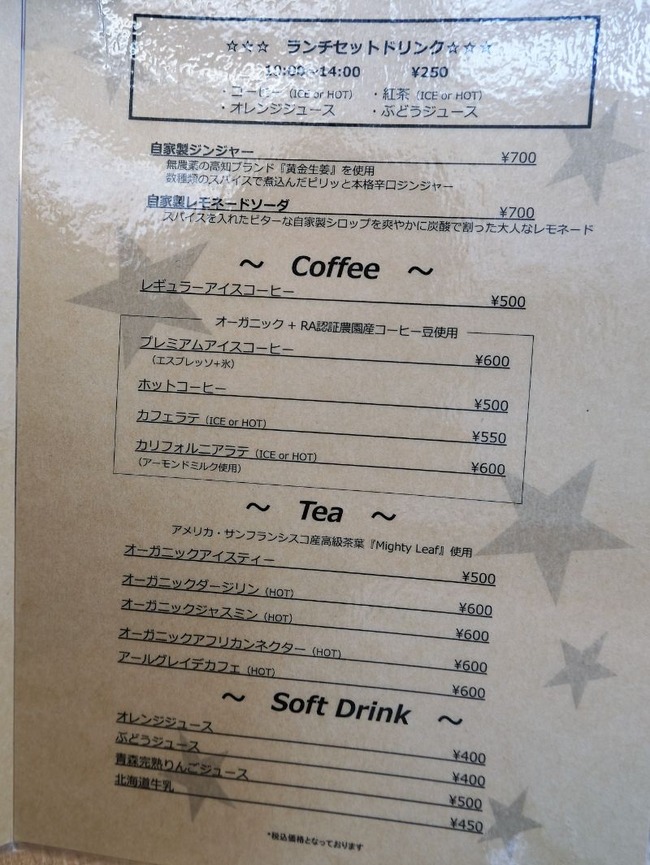 ☆☆☆ ランチセットドリンク☆☆☆
10:00~14:00 ¥250
・コーヒー（ICE or HOT） ・紅茶（ICE or HOT）
・オレンジジュース ・ぶどうジュース
自家製ジンジャー ¥700
無農薬の高知ブランド『黄金生姜』を使用
数種類のスパイスで煮込んだピリッと本格辛口ジンジャー
自家製レモネードソーダ ¥700
スパイスを入れたビターな自家製シロップを爽やかに炭酸で割った大人なレモネード
～ Coffee ～
レギュラーアイスコーヒー ¥500
オーガニック + RA認証農園産コーヒー豆使用
プレミアムアイスコーヒー ¥600
（エスプレッソ+氷）
ホットコーヒー ¥500
カフェラテ（ICE or HOT） ¥550
カリフォルニアラテ（ICE or HOT） ¥600
（アーモンドミルク使用）
～ Tea ～
アメリカ・サンフランシスコ産高級茶葉『Mighty Leaf』使用
オーガニックアイスティー ¥500
オーガニックダージリン（HOT） ¥600
オーガニックジャスミン（HOT） ¥600
オーガニックアフリカンネクター（HOT） ¥600
アールグレイデカフェ（HOT） ¥600
～ Soft Drink ～
オレンジジュース ¥400
ぶどうジュース ¥400
青森完熟りんごジュース ¥500
北海道牛乳 ¥450
*税込価格となっております